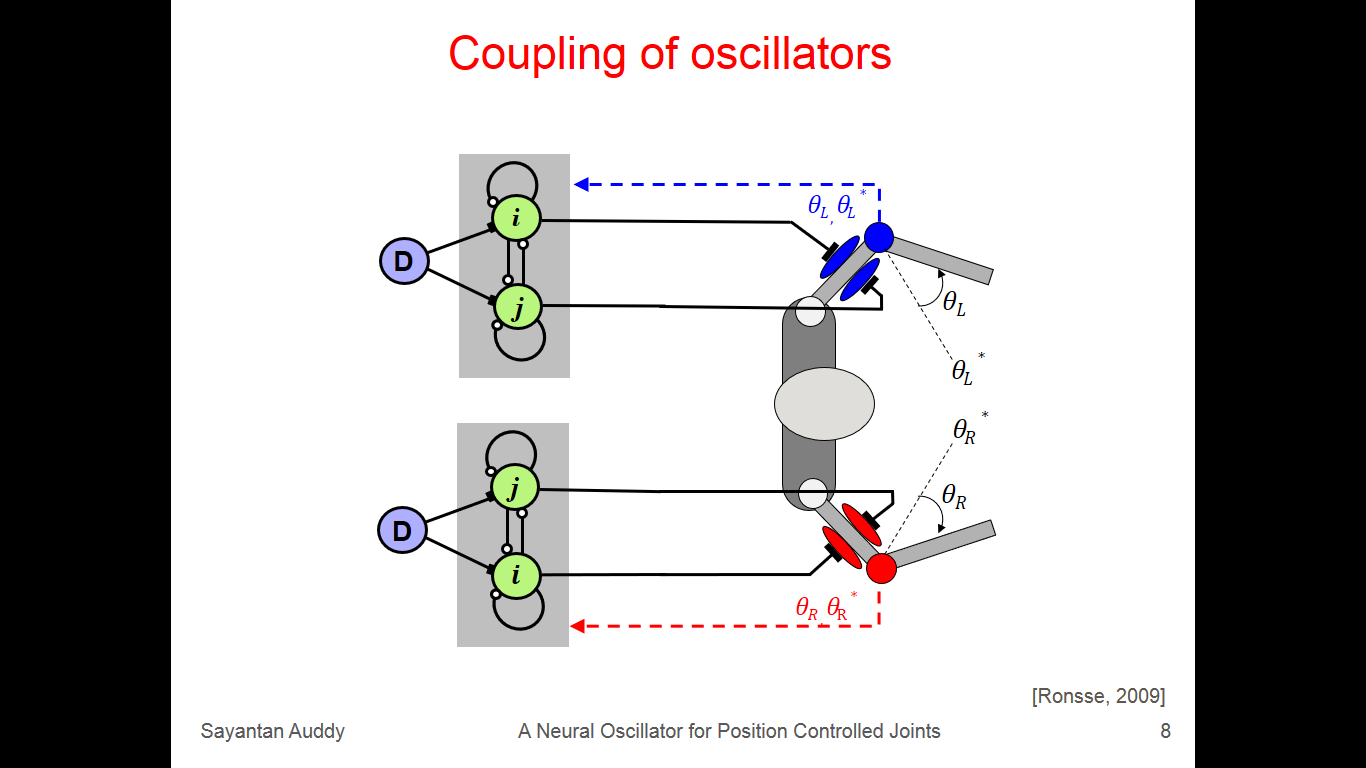 Coupling of oscillators
D
i
j
θL, θL*
θL
θL*
θR*
θR
D
j
i
θR, θR*
[Ronsse, 2009]
Sayantan Auddy
A Neural Oscillator for Position Controlled Joints
8